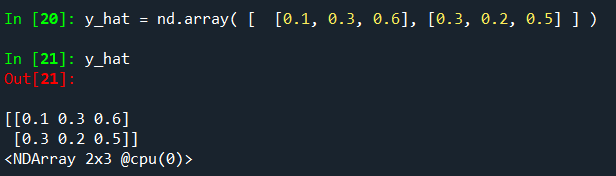 In [20]: y_hat = nd.array( [  [0.1, 0.3, 0.6], [0.3, 0.2, 0.5] ] )
In [21]: y_hat
Out[21]:
[[0.1 0.3 0.6]
 [0.3 0.2 0.5]]
<NDArray 2x3 @cpu(0)>